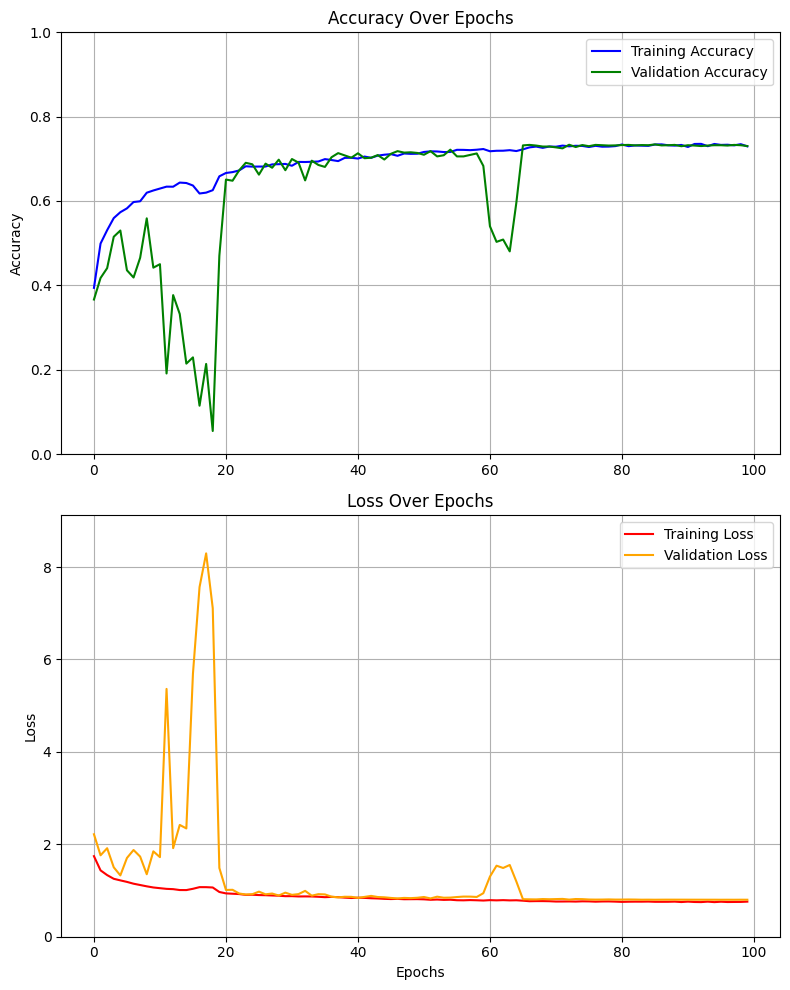 Accuracy Over Epochs
1.0
0.8
0.6
0.4
0.2
0.0
Accuracy
Training Accuracy
Validation Accuracy
0 20 40 60 80 100
Loss Over Epochs
8
6
4
2
0
Loss
Training Loss
Validation Loss
0 20 40 60 80 100
Epochs